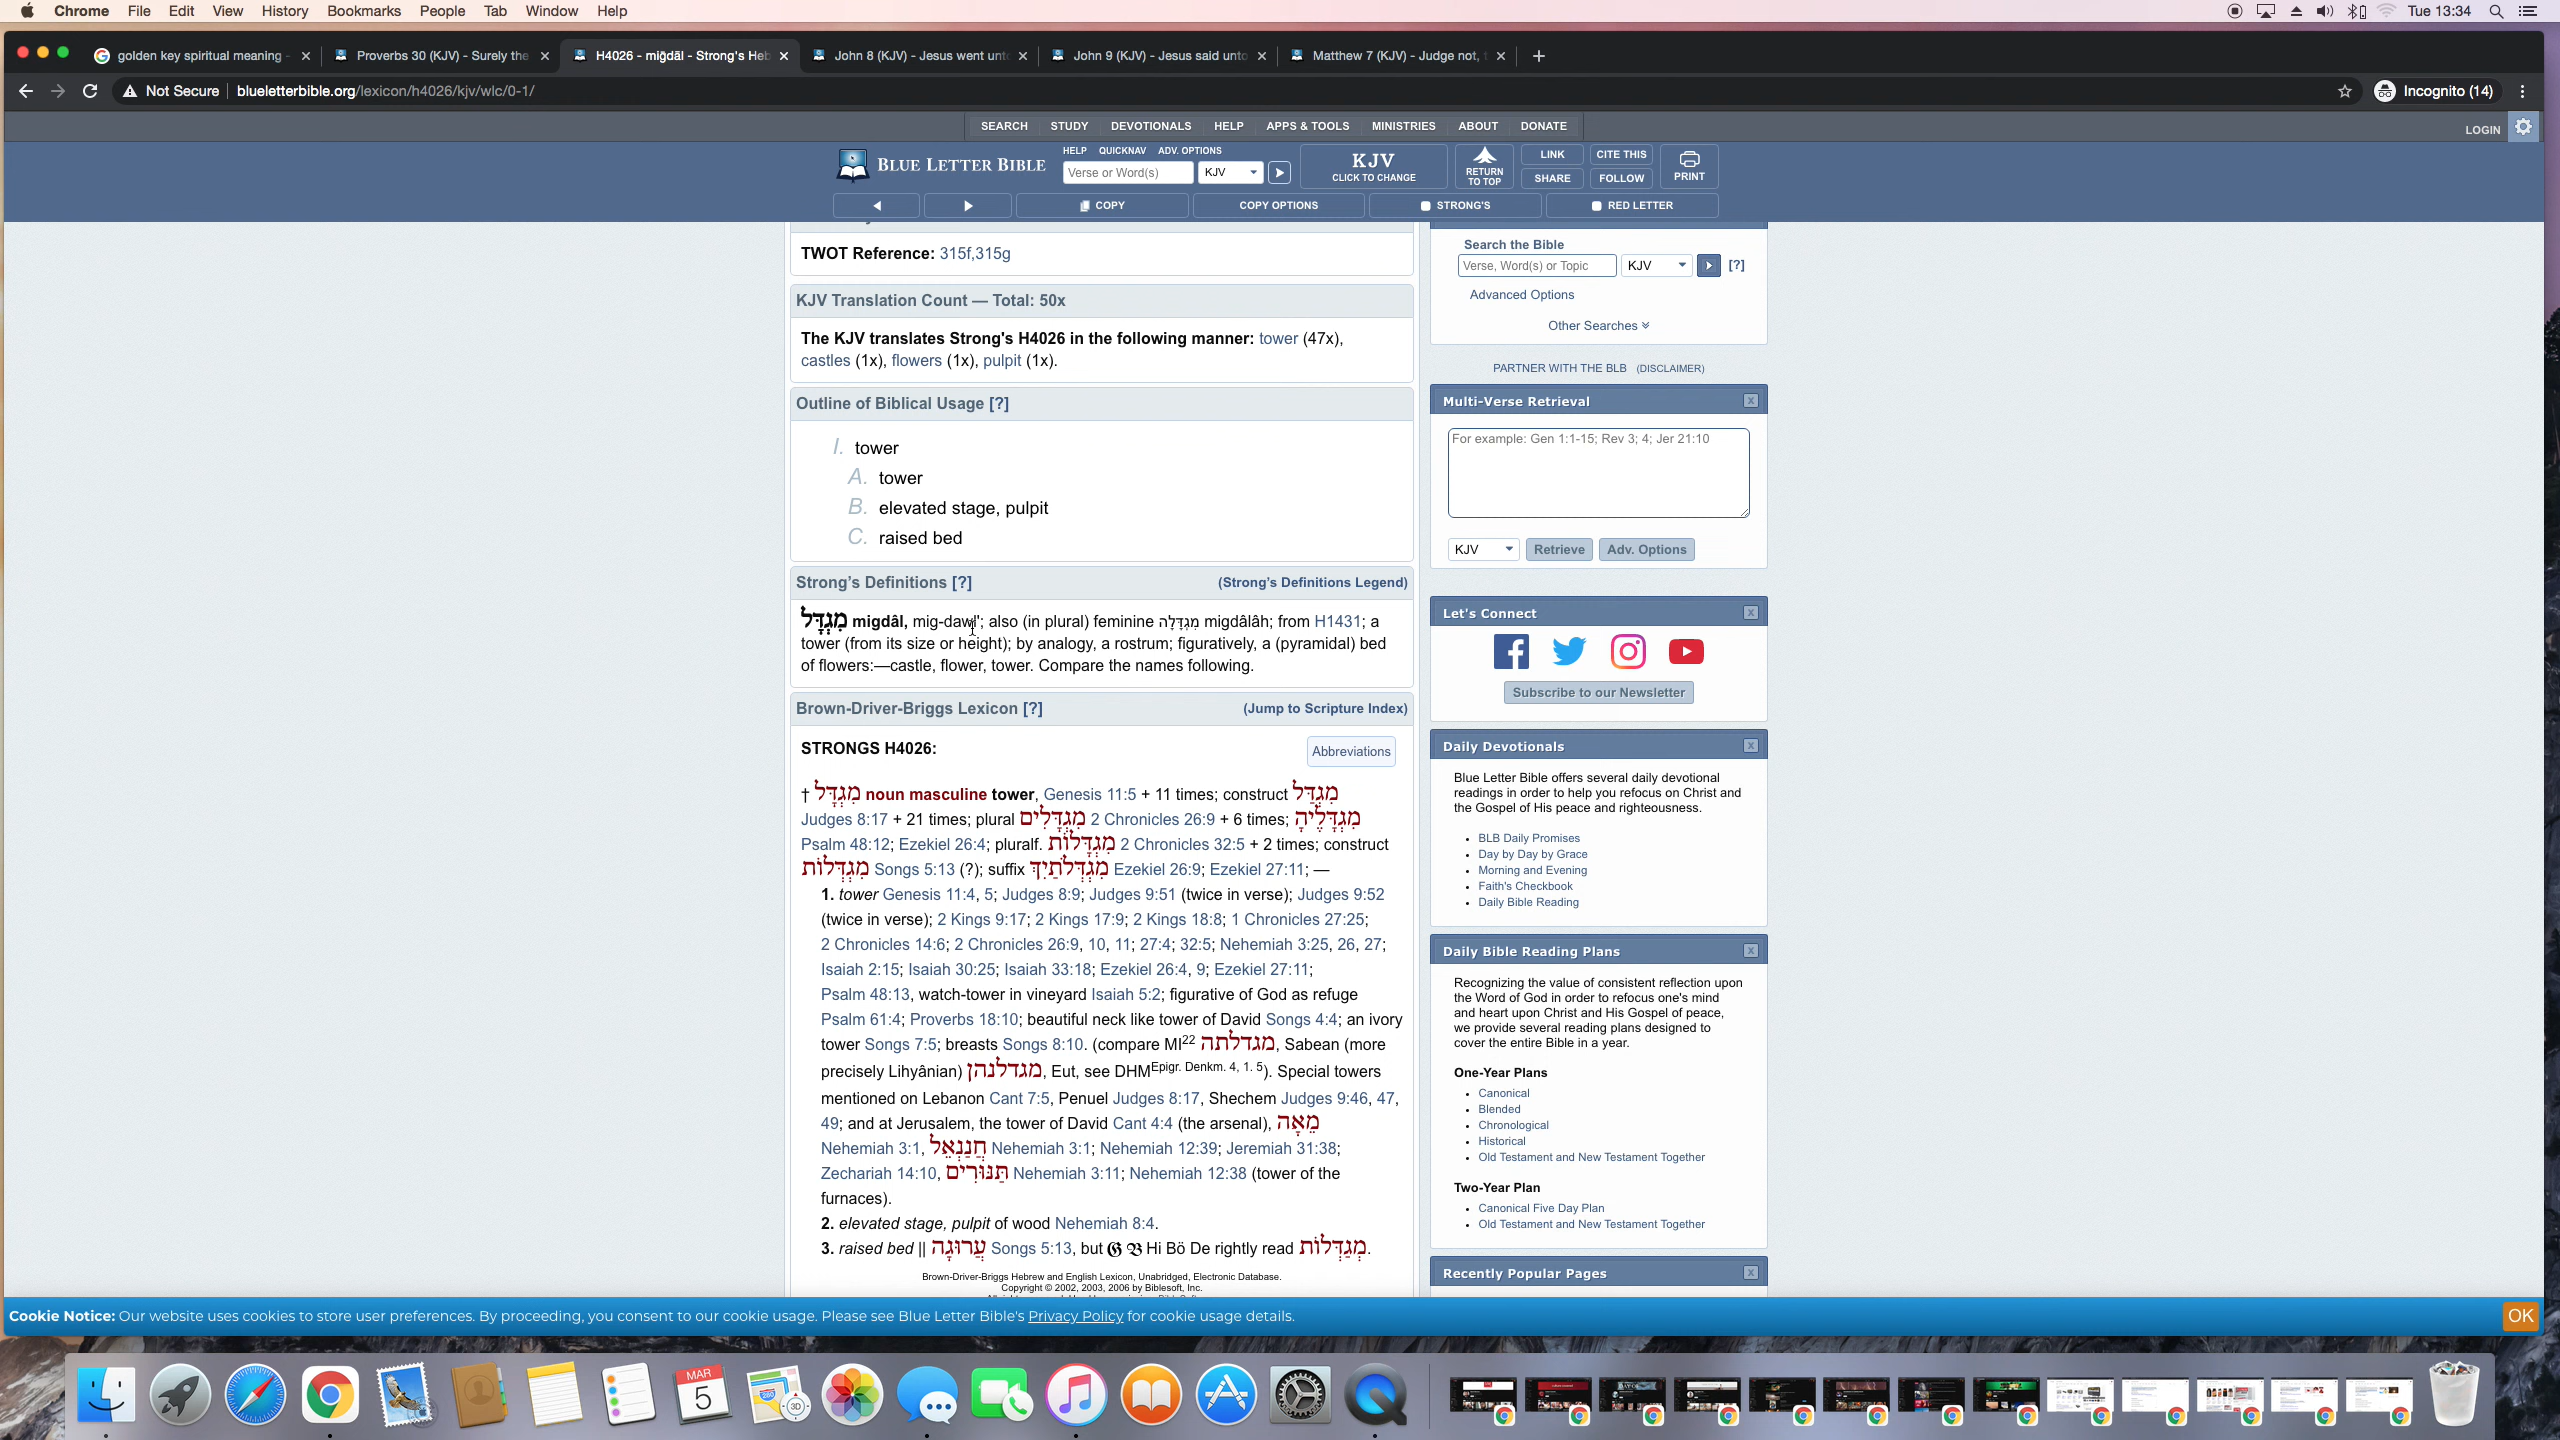 Chrome File Edit View History Bookmarks People Tab Window Help Tue 13:34
golden key spiritual meaning - Proverbs 30 (KJV) - Surely the H4026 - miḡdāl - Strong's Heb John 8 (KJV) - Jesus went unto John 9 (KJV) - Jesus said unto Matthew 7 (KJV) - Judge not,
Not Secure blueletterbible.org/lexicon/h4026/kjv/wlc/0-1/ Incognito (14)
SEARCH STUDY DEVOTIONALS HELP APPS & TOOLS MINISTRIES ABOUT DONATE LOGIN
HELP QUICKNAV ADV. OPTIONS
BLUE LETTER BIBLE
Verse or Word(s) KJV
KJV
CLICK TO CHANGE
RETURN
TO TOP
LINK CITE THIS
SHARE FOLLOW
PRINT
COPY COPY OPTIONS STRONG'S RED LETTER
TWOT Reference: 315f,315g
KJV Translation Count — Total: 50x
The KJV translates Strong's H4026 in the following manner: tower (47x),
castles (1x), flowers (1x), pulpit (1x).
Outline of Biblical Usage [?]
I. tower
A. tower
B. elevated stage, pulpit
C. raised bed
Strong's Definitions [?] (Strong's Definitions Legend)
מִגְדָּל migdâl, mig-dawl'; also (in plural) feminine מִגְדָּלָה migdâlâh; from H1431; a
tower (from its size or height); by analogy, a rostrum; figuratively, a (pyramidal) bed
of flowers:—castle, flower, tower. Compare the names following.
Brown-Driver-Briggs Lexicon [?] (Jump to Scripture Index)
STRONGS H4026: Abbreviations
† מִגְדָּל noun masculine tower, Genesis 11:5 + 11 times; construct מִגְדַּל
Judges 8:17 + 21 times; plural מִגְדָּלִים 2 Chronicles 26:9 + 6 times; מִגְדָּלֶיהָ
Psalm 48:12; Ezekiel 26:4; pluralf. מִגְדָּלוֹת 2 Chronicles 32:5 + 2 times; construct
מִגְדְּלוֹת Songs 5:13 (?); suffix מִגְדְּלֹתַיִךְ Ezekiel 26:9; Ezekiel 27:11; —
1. tower Genesis 11:4, 5; Judges 8:9; Judges 9:51 (twice in verse); Judges 9:52
(twice in verse); 2 Kings 9:17; 2 Kings 17:9; 2 Kings 18:8; 1 Chronicles 27:25;
2 Chronicles 14:6; 2 Chronicles 26:9, 10, 11; 27:4; 32:5; Nehemiah 3:25, 26, 27;
Isaiah 2:15; Isaiah 30:25; Isaiah 33:18; Ezekiel 26:4, 9; Ezekiel 27:11;
Psalm 48:13, watch-tower in vineyard Isaiah 5:2; figurative of God as refuge
Psalm 61:4; Proverbs 18:10; beautiful neck like tower of David Songs 4:4; an ivory
tower Songs 7:5; breasts Songs 8:10. (compare MI22 מגדלתה, Sabean (more
precisely Lihyânian) מגדלנהן, Eut, see DHMEpigr. Denkm. 4, 1. 5). Special towers
mentioned on Lebanon Cant 7:5, Penuel Judges 8:17, Shechem Judges 9:46, 47,
49; and at Jerusalem, the tower of David Cant 4:4 (the arsenal), מֵאָה
Nehemiah 3:1, חֲנַנְאֵל Nehemiah 3:1; Nehemiah 12:39; Jeremiah 31:38;
Zechariah 14:10, תַּנּוּרִים Nehemiah 3:11; Nehemiah 12:38 (tower of the
furnaces).
2. elevated stage, pulpit of wood Nehemiah 8:4.
3. raised bed || עֲרוּגָה Songs 5:13, but 𝔊 𝔙 Hi Bö De rightly read מְגַדְּלוֹת.
Brown-Driver-Briggs Hebrew and English Lexicon, Unabridged, Electronic Database.
Copyright © 2002, 2003, 2006 by Biblesoft, Inc.
Search the Bible
Verse, Word(s) or Topic KJV [?]
Advanced Options
Other Searches
PARTNER WITH THE BLB (DISCLAIMER)
Multi-Verse Retrieval x
For example: Gen 1:1-15; Rev 3; 4; Jer 21:10
KJV Retrieve Adv. Options
Let's Connect x
Subscribe to our Newsletter
Daily Devotionals x
Blue Letter Bible offers several daily devotional
readings in order to help you refocus on Christ and
the Gospel of His peace and righteousness.
• BLB Daily Promises
• Day by Day by Grace
• Morning and Evening
• Faith's Checkbook
• Daily Bible Reading
Daily Bible Reading Plans x
Recognizing the value of consistent reflection upon
the Word of God in order to refocus one's mind
and heart upon Christ and His Gospel of peace,
we provide several reading plans designed to
cover the entire Bible in a year.
One-Year Plans
• Canonical
• Blended
• Chronological
• Historical
• Old Testament and New Testament Together
Two-Year Plan
• Canonical Five Day Plan
• Old Testament and New Testament Together
Recently Popular Pages x
Cookie Notice: Our website uses cookies to store user preferences. By proceeding, you consent to our cookie usage. Please see Blue Letter Bible's Privacy Policy for cookie usage details. OK
MAR
5
3D